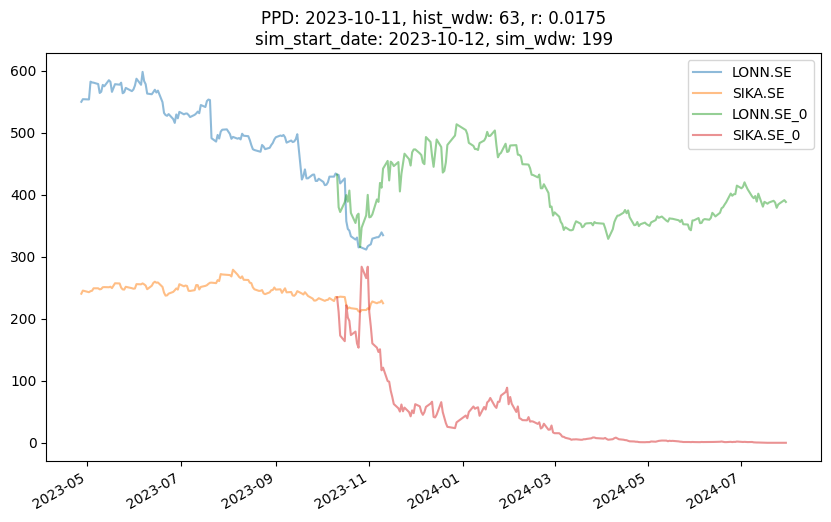 PPD: 2023-10-11, hist_wdw: 63, r: 0.0175
sim_start_date: 2023-10-12, sim_wdw: 199
LONN.SE
SIKA.SE
LONN.SE_0
SIKA.SE_0
600
500
400
300
200
100
0
2023-05
2023-07
2023-09
2023-11
2024-01
2024-03
2024-05
2024-07